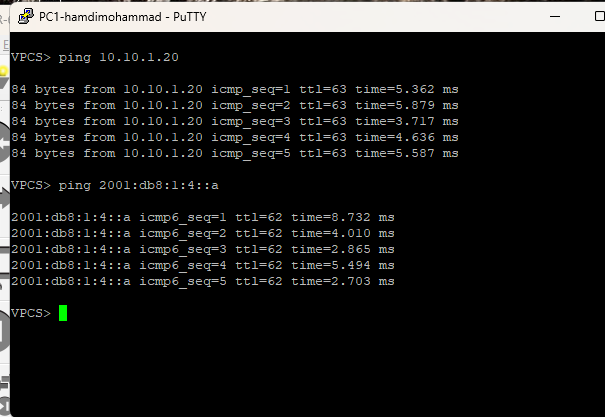 PC1-hamdimohammad - PuTTY
VPCS> ping 10.10.1.20
84 bytes from 10.10.1.20 icmp_seq=1 ttl=63 time=5.362 ms
84 bytes from 10.10.1.20 icmp_seq=2 ttl=63 time=5.879 ms
84 bytes from 10.10.1.20 icmp_seq=3 ttl=63 time=3.717 ms
84 bytes from 10.10.1.20 icmp_seq=4 ttl=63 time=4.636 ms
84 bytes from 10.10.1.20 icmp_seq=5 ttl=63 time=5.587 ms
VPCS> ping 2001:db8:1:4::a
2001:db8:1:4::a icmp6_seq=1 ttl=62 time=8.732 ms
2001:db8:1:4::a icmp6_seq=2 ttl=62 time=4.010 ms
2001:db8:1:4::a icmp6_seq=3 ttl=62 time=2.865 ms
2001:db8:1:4::a icmp6_seq=4 ttl=62 time=5.494 ms
2001:db8:1:4::a icmp6_seq=5 ttl=62 time=2.703 ms
VPCS>